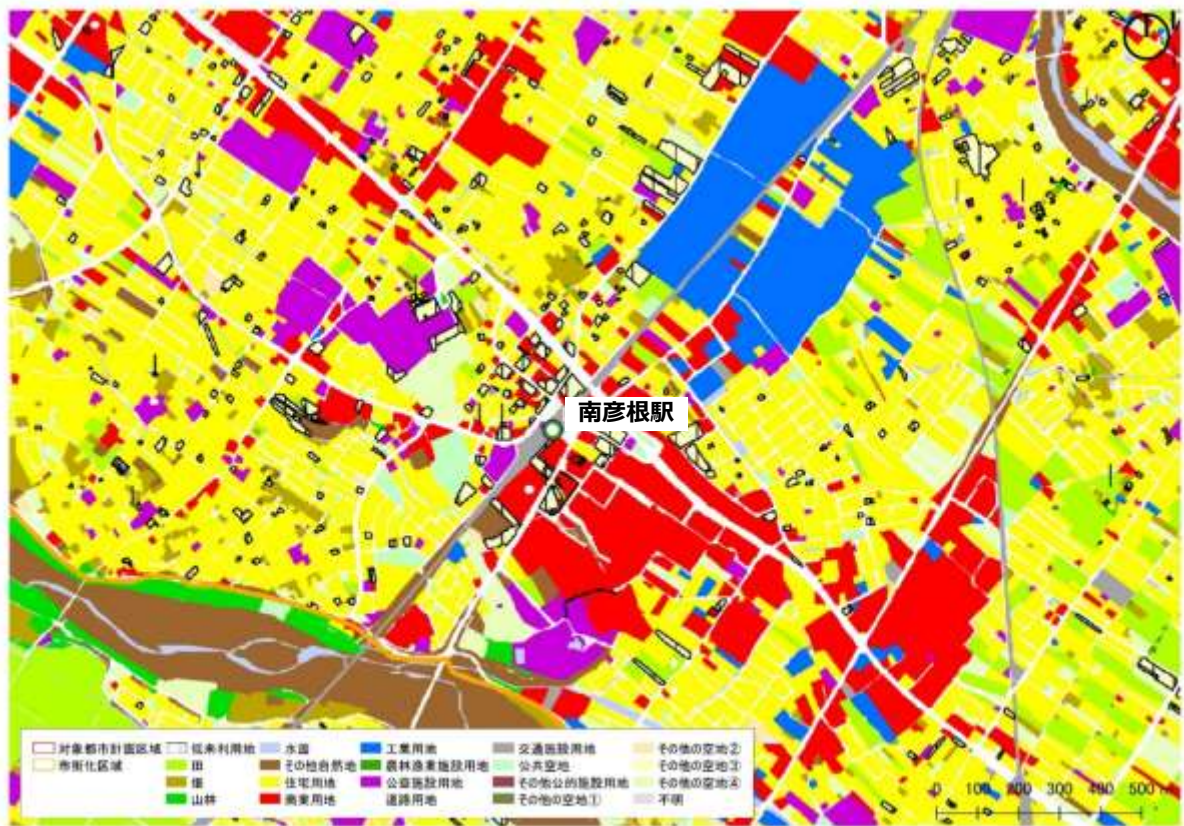 南彦根駅
対象都市計画区域 低未利用地 水面 工業用地 交通施設用地 その他の空地②
市街化区域 田 その他自然地 農林漁業施設用地 公共空地 その他の空地③
畑 住宅用地 公益施設用地 その他公的施設用地 その他の空地④
山林 商業用地 道路用地 その他の空地① 不明
0 100 200 300 400 500